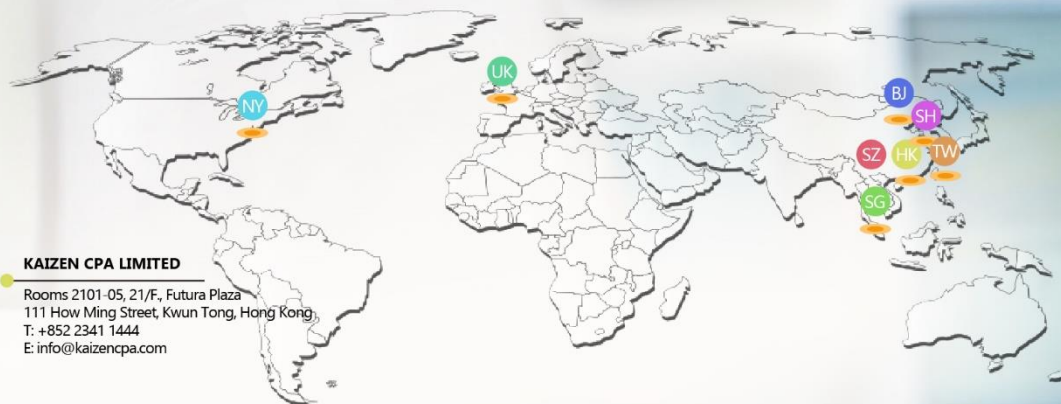 UK
NY
BJ
SH
SZ
HK
TW
SG
KAIZEN CPA LIMITED
Rooms 2101-05, 21/F., Futura Plaza
111 How Ming Street, Kwun Tong, Hong Kong
T: +852 2341 1444
E: info@kaizencpa.com